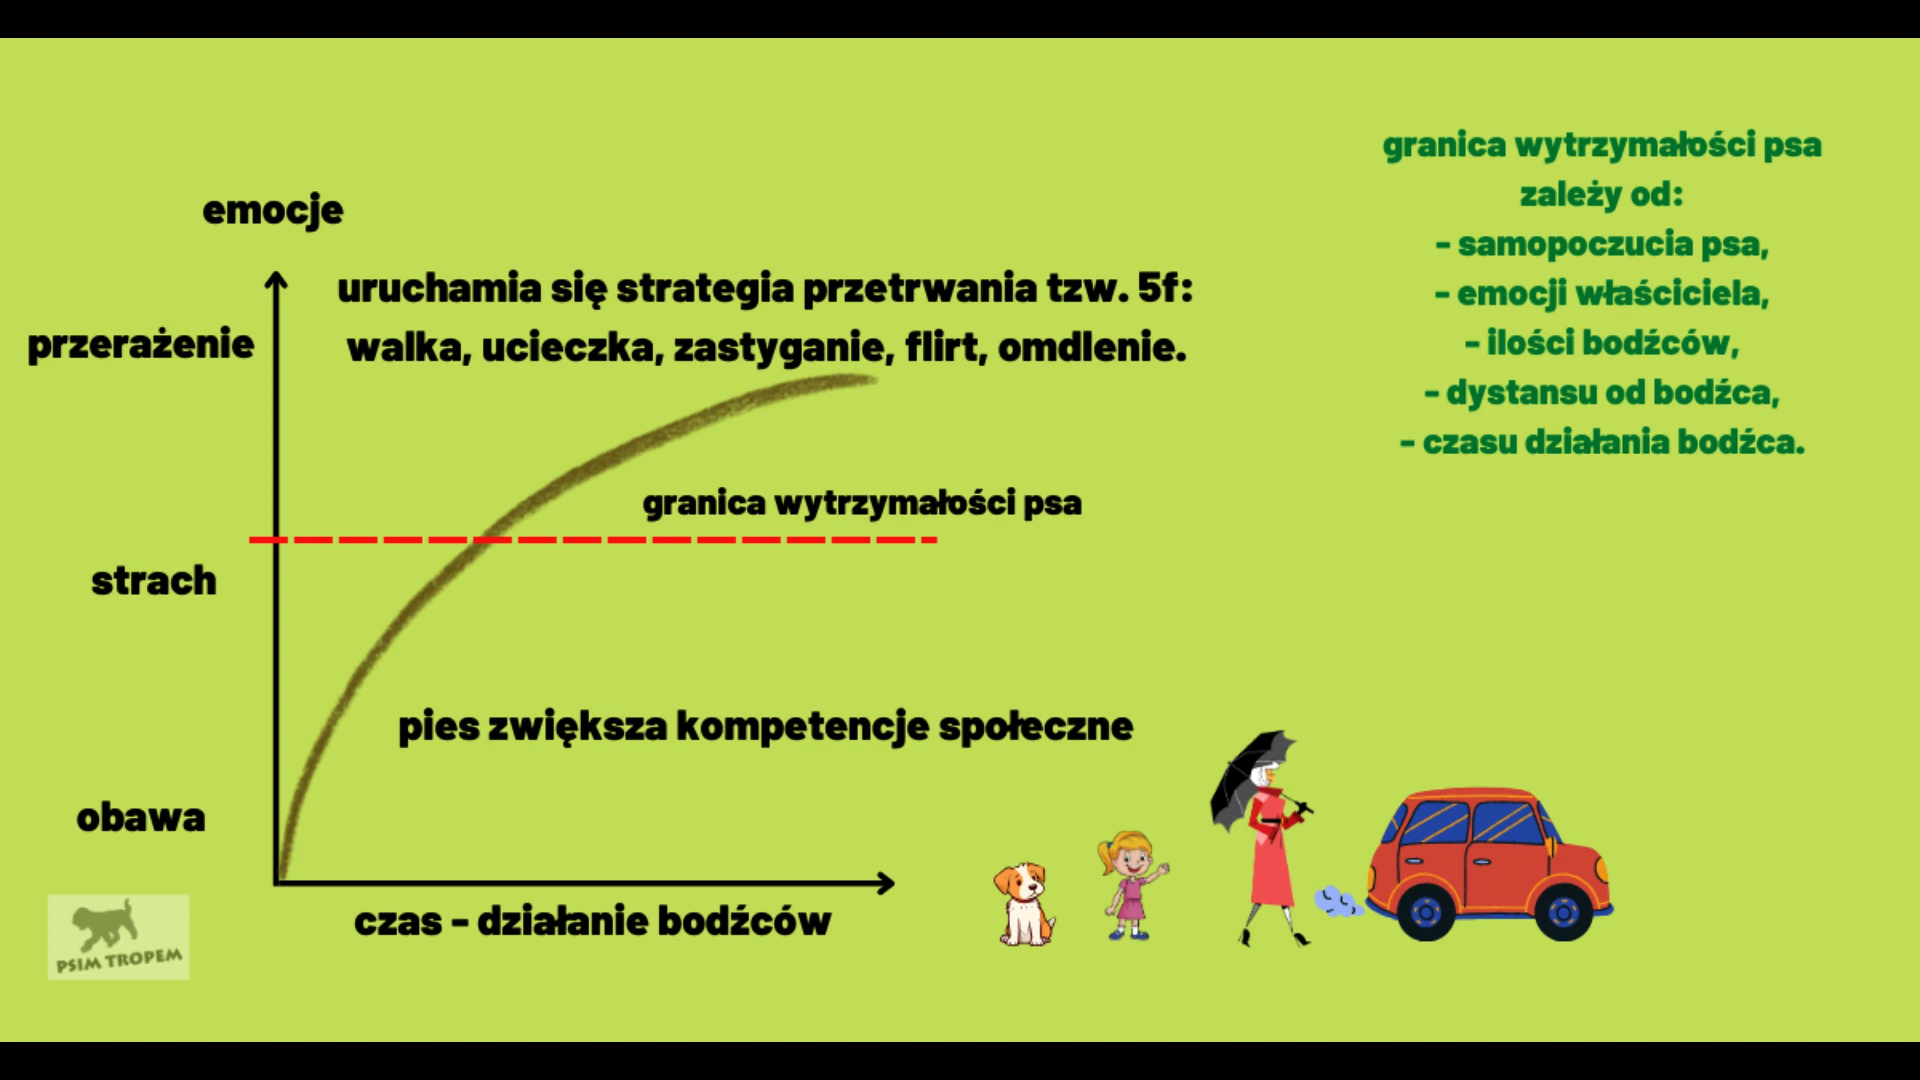 emocje
uruchamia się strategia przetrwania tzw. 5f:
walka, ucieczka, zastyganie, flirt, omdlenie.
przerażenie
granica wytrzymałości psa
strach
pies zwiększa kompetencje społeczne
obawa
czas - działanie bodźców
granica wytrzymałości psa
zależy od:
- samopoczucia psa,
- emocji właściciela,
- ilości bodźców,
- dystansu od bodźca,
- czasu działania bodźca.
PSIM TROPEM